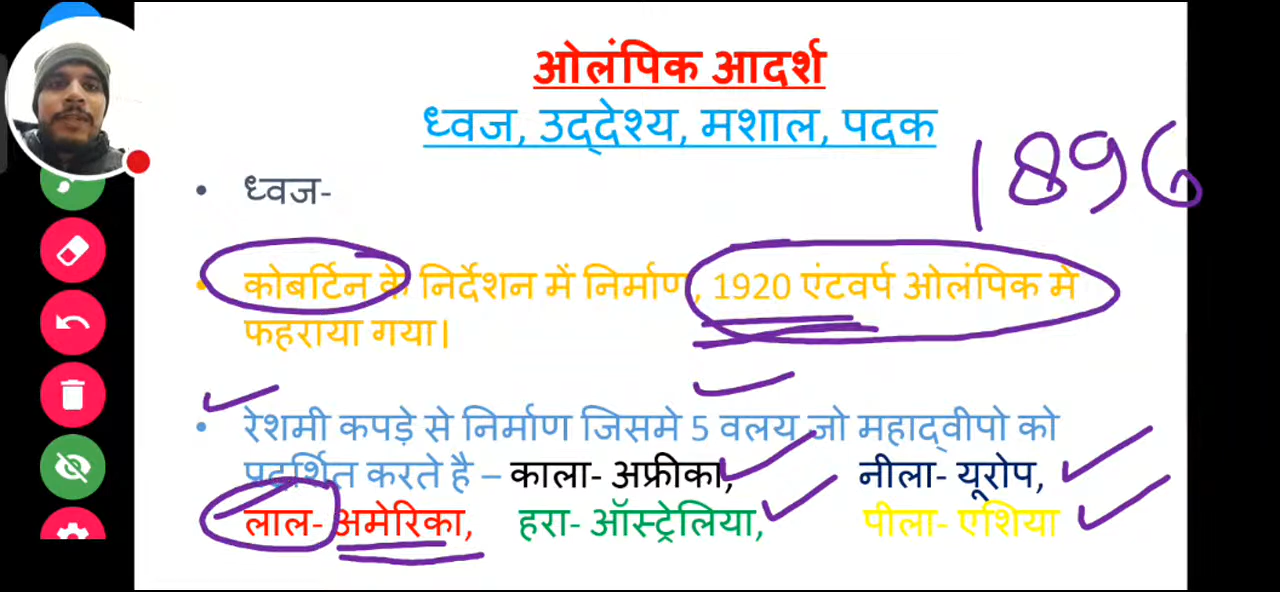 ओलंपिक आदर्श
ध्वज, उद्देश्य, मशाल, पदक
1896
• ध्वज-
• कोबर्टिन के निर्देशन में निर्माण, 1920 एंटवर्प ओलंपिक मे
फहराया गया।
• रेशमी कपड़े से निर्माण जिसमे 5 वलय जो महाद्वीपो को
प्रदर्शित करते है – काला- अफ्रीका, नीला- यूरोप,
लाल- अमेरिका, हरा- ऑस्ट्रेलिया, पीला- एशिया